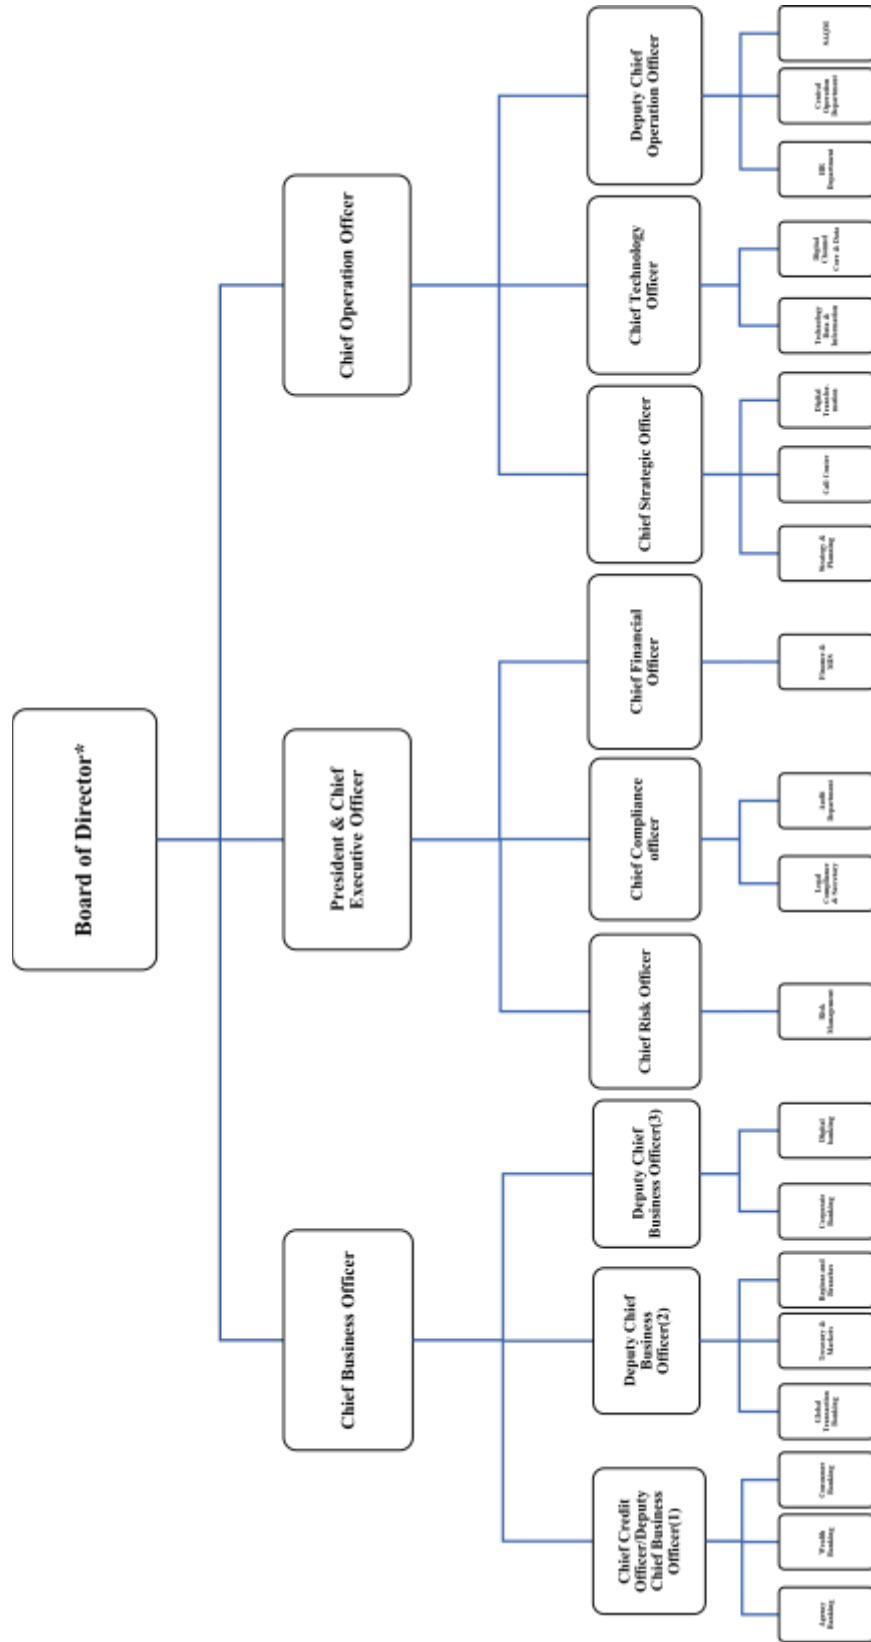 Board of Director*
Chief Business Officer
President & Chief
Executive Officer
Chief Operation Offcer
Chief Credit
Officer/Deputy
Chief Business
Officer(1)
Deputy Chief
Business
Officer(2)
Deputy Chief
Business Officer(3)
Chief Risk Officer
Chief Compliance
officer
Chief Financial
Officer
Chief Strategic Officer
Chief Technology
Officer
Deputy Chief
Operation Officer
Agency
Banking
Wealth
Banking
Consumer
Banking
Global
Transaction
Banking
Treasury &
Markets
Regions and
Branches
Corporate
Banking
Digital
banking
Risk
Management
Legal
Compliance
& Secretary
Audit
Department
Finance &
MIS
Strategy &
Planning
Call Center
Digital
Transfor-
mation
Technology
Data &
Information
Digital
Channel
Core & Data
HR
Department
Central
Operation
Department